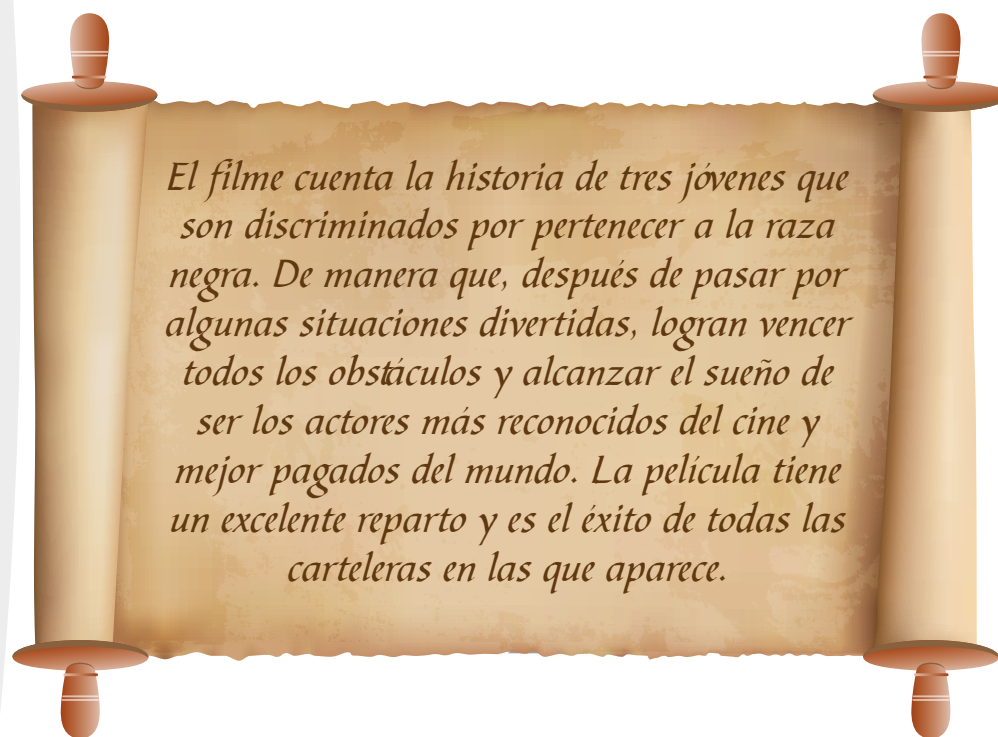 El filme cuenta la historia de tres jóvenes que
son discriminados por pertenecer a la raza
negra. De manera que, después de pasar por
algunas situaciones divertidas, logran vencer
todos los obstáculos y alcanzar el sueño de
ser los actores más reconocidos del cine y
mejor pagados del mundo. La película tiene
un excelente reparto y es el éxito de todas las
carteleras en las que aparece.